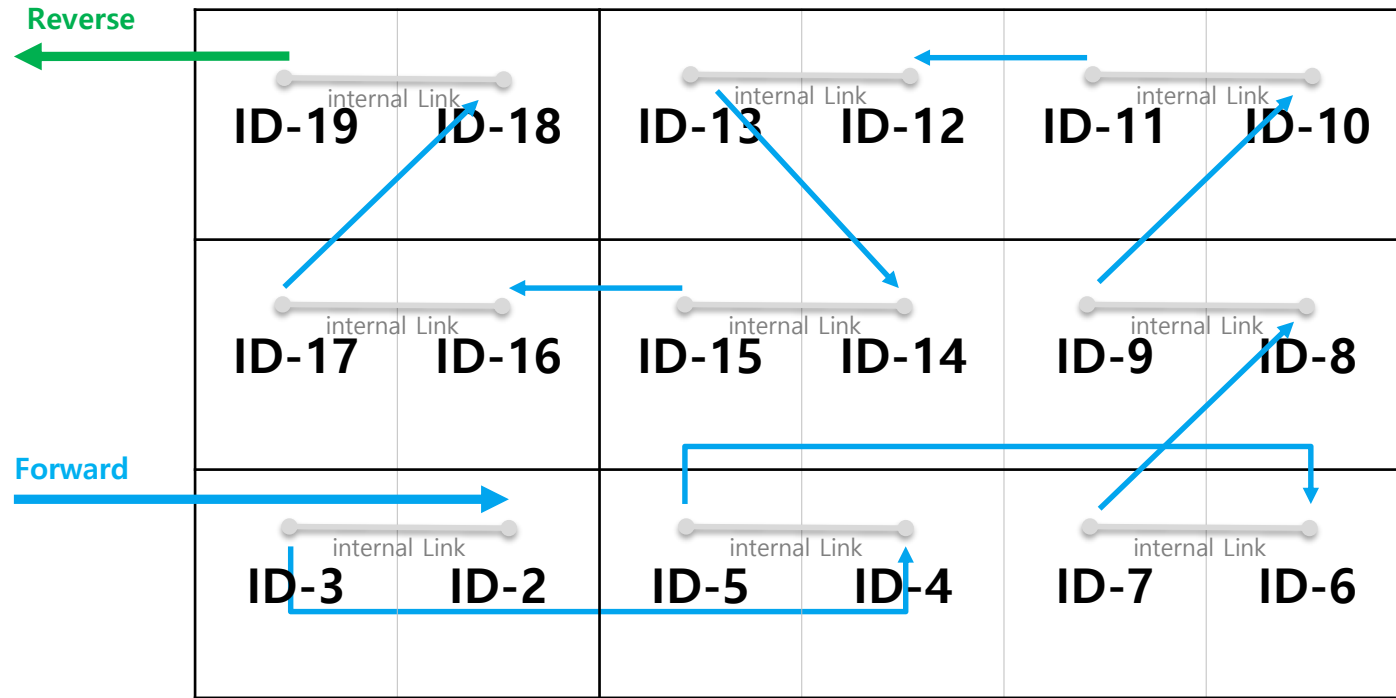 Reverse
internal Link
internal Link
internal Link
ID-19 ID-18 ID-13 ID-12 ID-11 ID-10
internal Link
internal Link
internal Link
ID-17 ID-16 ID-15 ID-14 ID-9 ID-8
Forward
internal Link
internal Link
internal Link
ID-3 ID-2 ID-5 ID-4 ID-7 ID-6